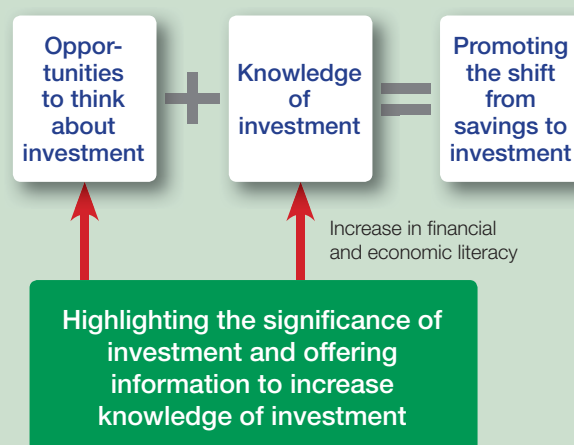 Oppor-
tunities
to think
about
investment
+
Knowledge
of
investment
=
Promoting
the shift
from
savings to
investment
Increase in financial
and economic literacy
Highlighting the significance of
investment and offering
information to increase
knowledge of investment